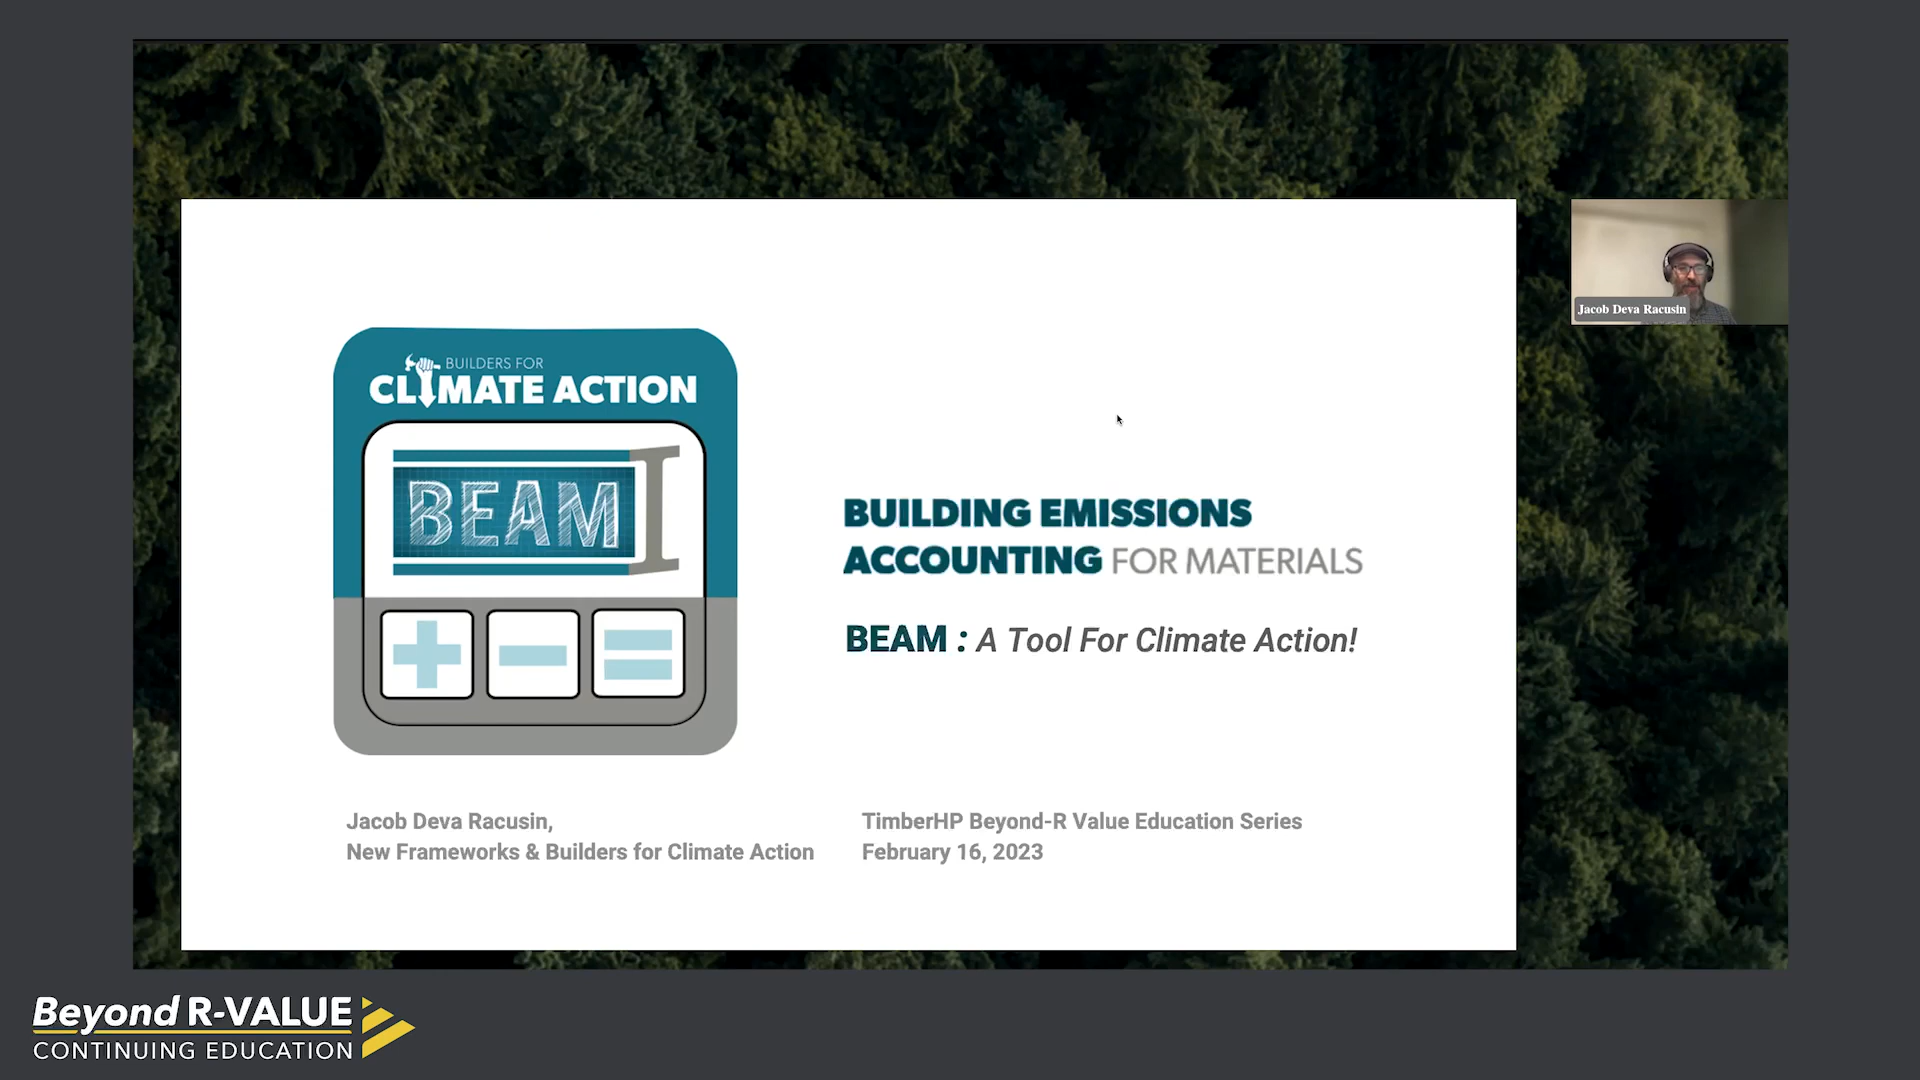 BUILDERS FOR
CLIMATE ACTION
BEAM
BUILDING EMISSIONS
ACCOUNTING FOR MATERIALS
BEAM : A Tool For Climate Action!
Jacob Deva Racusin,
New Frameworks & Builders for Climate Action
TimberHP Beyond-R Value Education Series
February 16, 2023
Jacob Deva Racusin
Beyond R-VALUE
CONTINUING EDUCATION